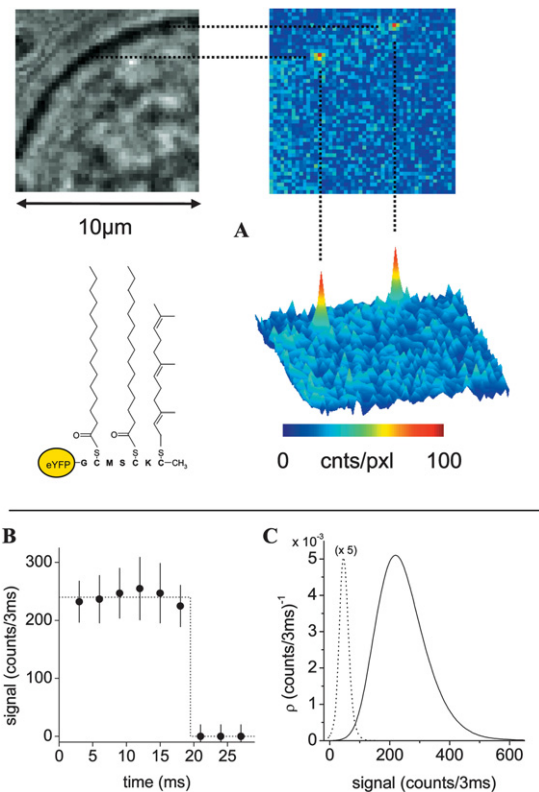 10μm
A
O
S
O
S
S
eYFP
G C M S C K C CH3
0 cnts/pxl 100
B
signal (counts/3ms)
300
200
100
0
0 5 10 15 20 25
time (ms)
C
x 10-3
(x 5)
ρ (counts/3ms)-1
5
4
3
2
1
0
0 200 400 600
signal (counts/3ms)